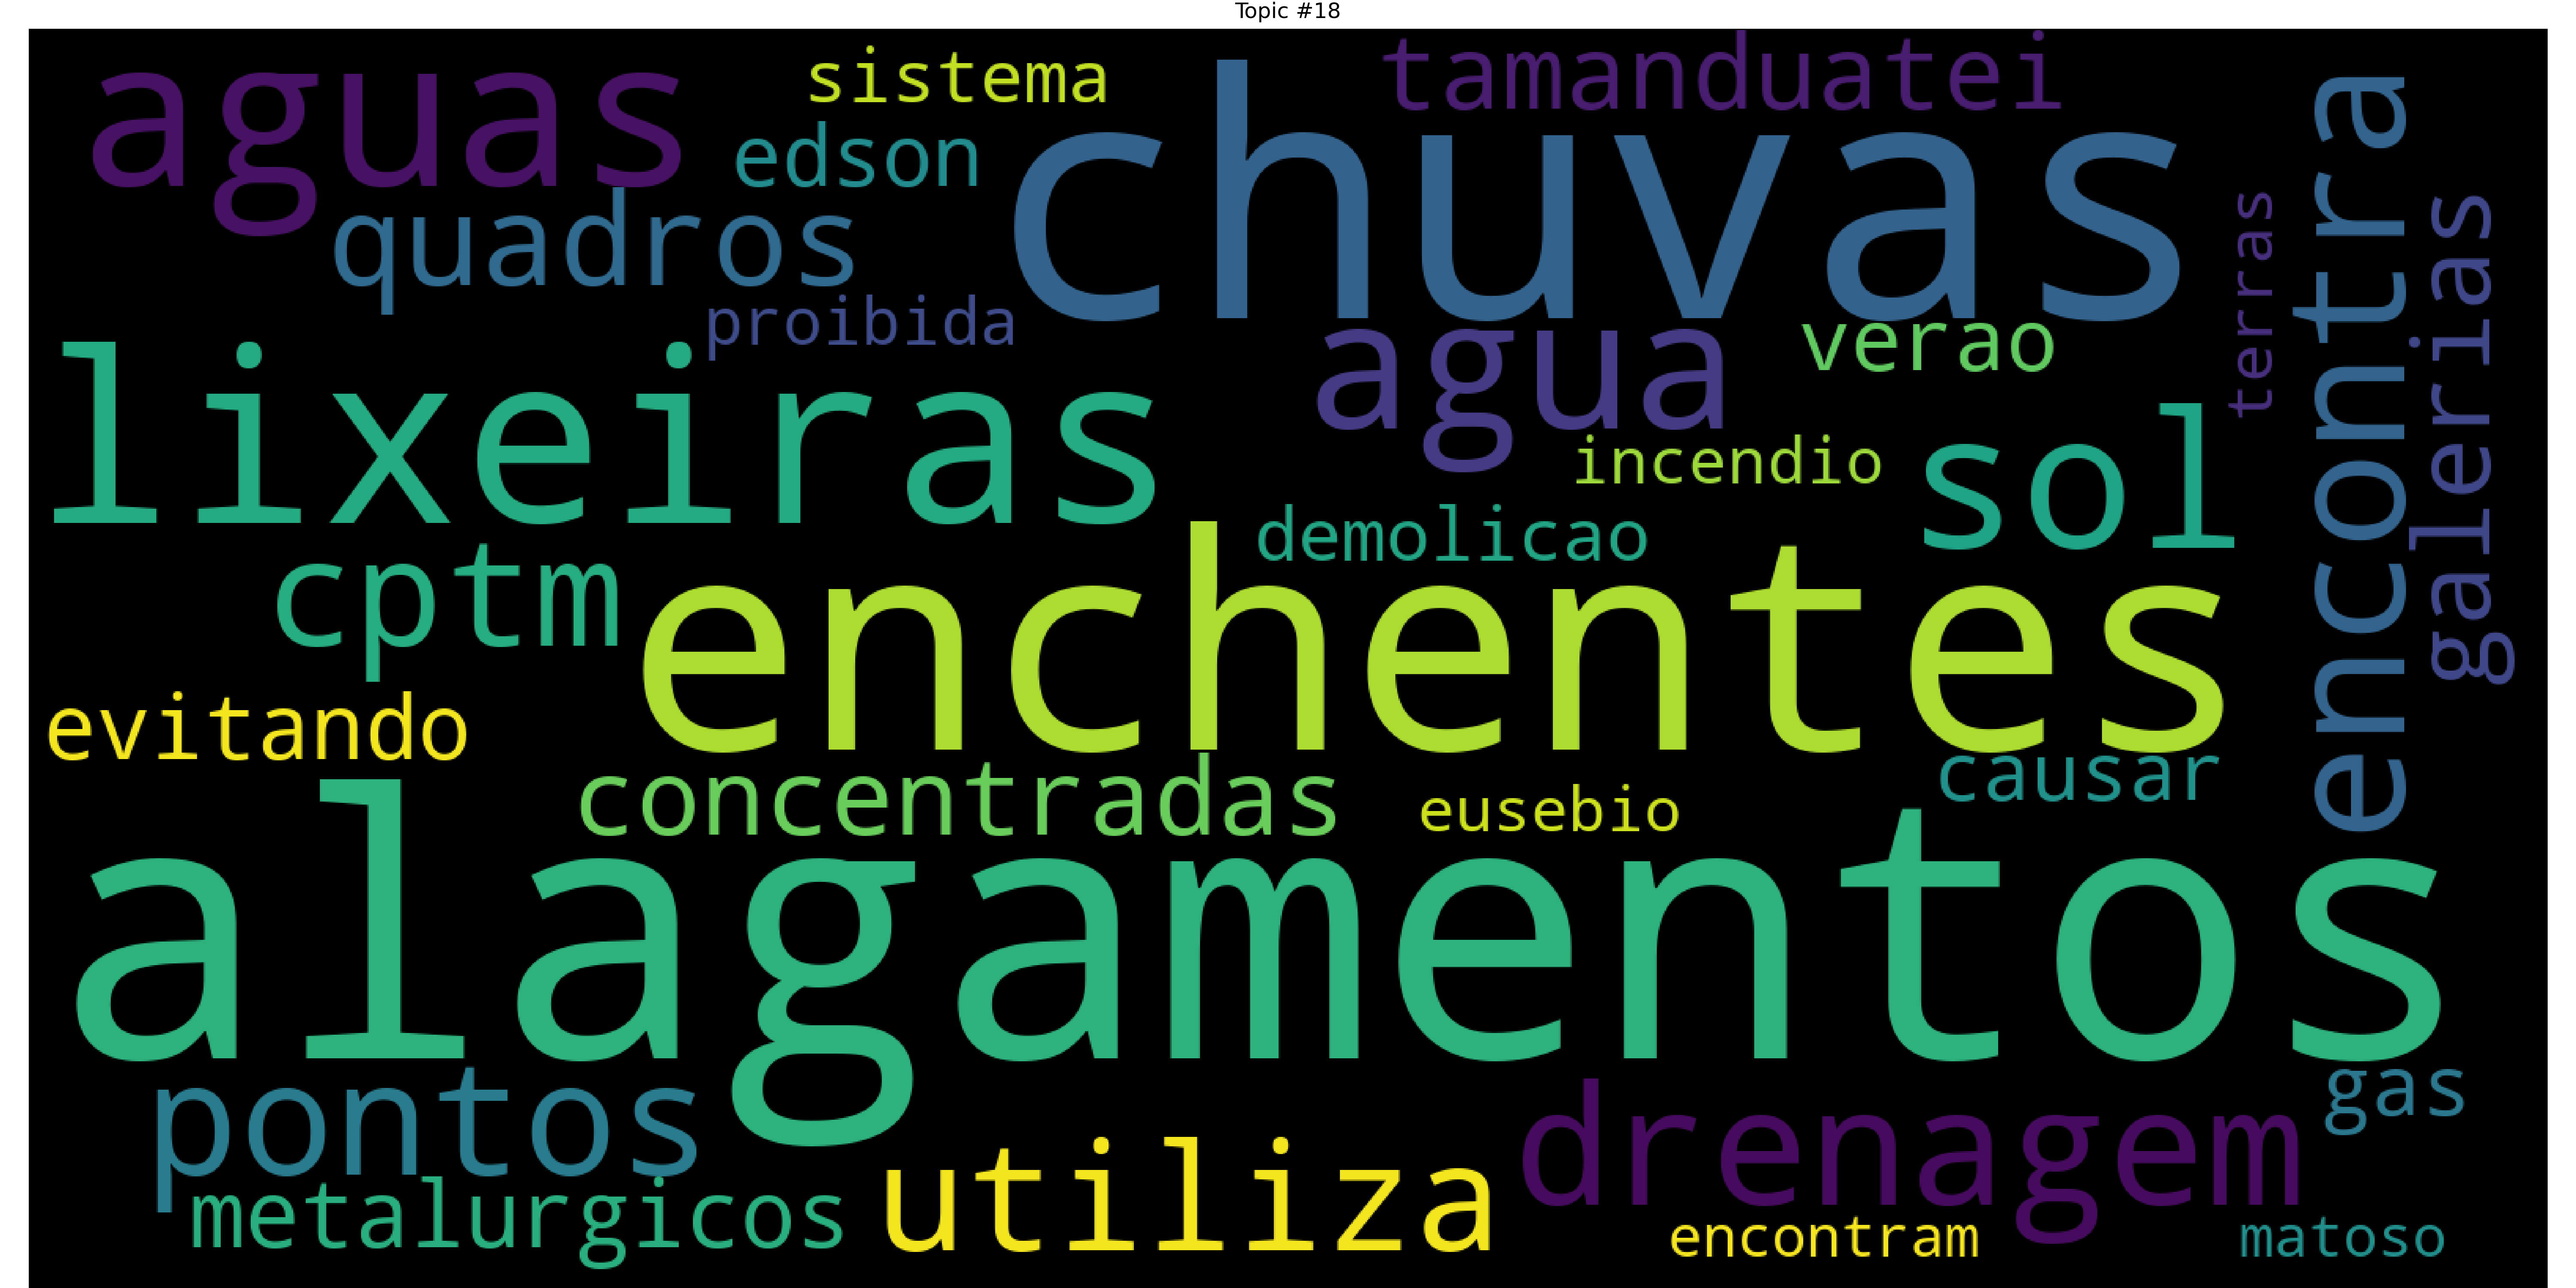 Topic #18
aguas
sistema
tamanduatei
edson
chuvas
quadros
proibida
terras
encontra
galerias
lixeiras
agua
verao
incendio
sol
demolicao
cptm
enchentes
evitando
concentradas
eusebio
causar
alagamentos
pontos
gas
drenagem
utiliza
metalurgicos
encontram
matoso